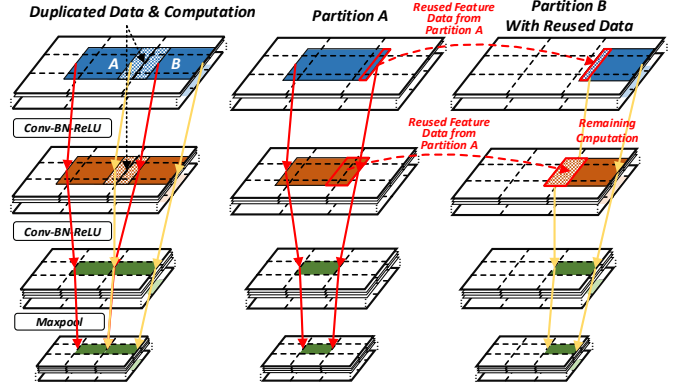 Duplicated Data & Computation
Partition A
Partition B
With Reused Data
Reused Feature
Data from
Partition A
A
B
Conv-BN-ReLU
Reused Feature
Data from
Partition A
Remaining
Cmputation
Conv-BN-ReLU
Maxpool